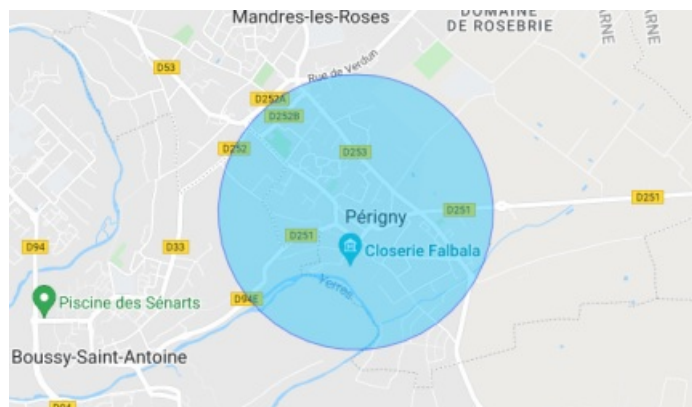 Mandres-les-Roses
DOMAINE
DE ROSEBRIE
ARNE
ARNE
D53
Rue de Verdun
D252A
D252B
D252
D253
D251
D251
Périgny
D251
D94
D33
Closerie Falbala
Yerres
D94E
Piscine des Sénarts
Boussy-Saint-Antoine
D94